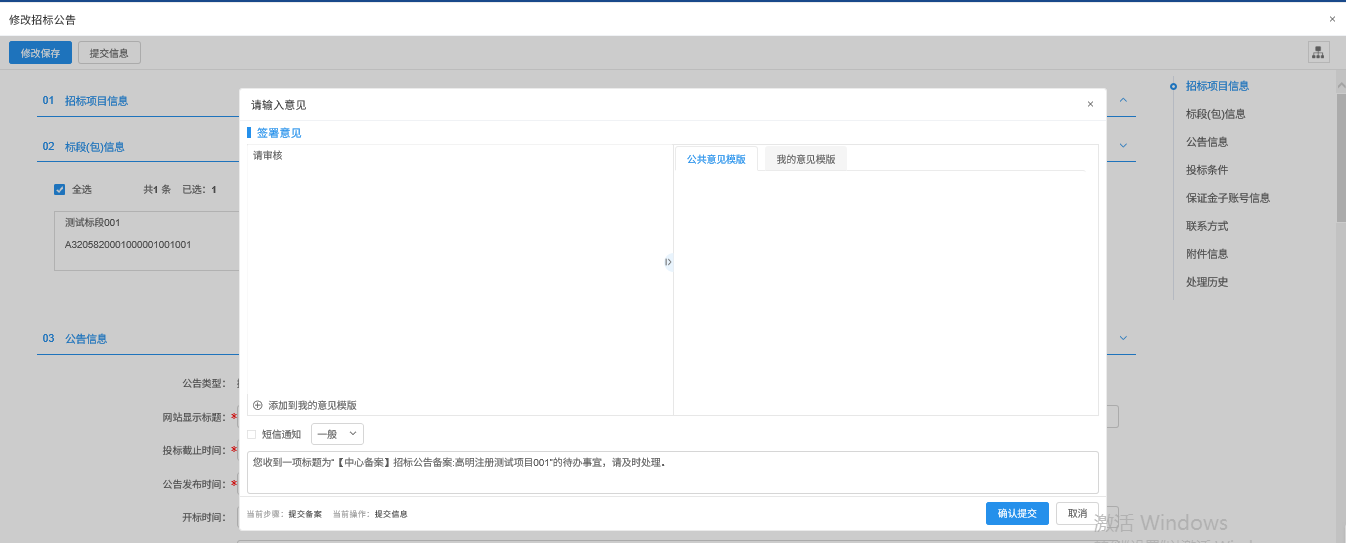 修改招标公告
×
修改保存 提交信息
01 招标项目信息
02 标段(包)信息
全选 共1 条 已选：1
测试标段001
A3205820001000001001001
03 公告信息
公告类型：
网站显示标题：*
投标截止时间：*
公告发布时间：*
开标时间：
请输入意见
×
签署意见
请审核
公共意见模版 我的意见模版
添加到我的意见模版
短信通知 一般
您收到一项标题为“【中心备案】招标公告备案:高明注册测试项目001”的待办事宜，请及时处理。
当前步骤：提交备案 当前操作：提交信息
确认提交 取消
招标项目信息
标段(包)信息
公告信息
投标条件
保证金子账号信息
联系方式
附件信息
处理历史
激活 Windows